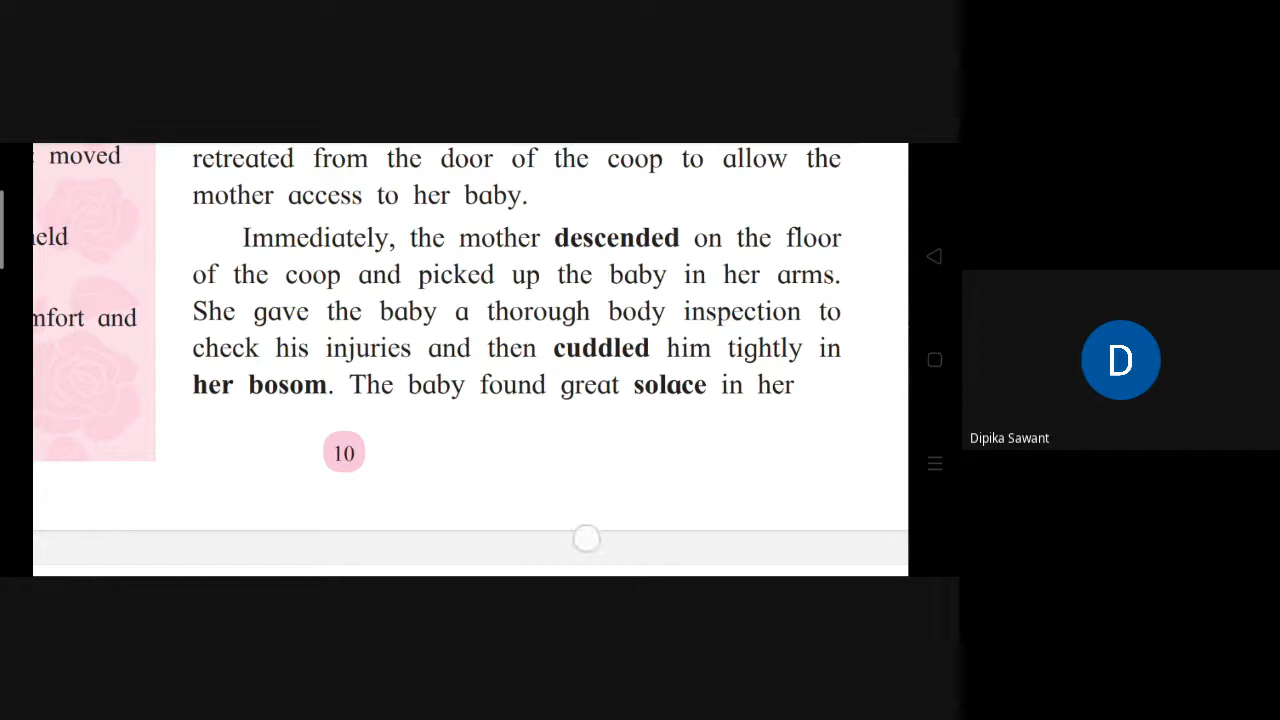 moved
retreated from the door of the coop to allow the
mother access to her baby.
Immediately, the mother descended on the floor
of the coop and picked up the baby in her arms.
She gave the baby a thorough body inspection to
check his injuries and then cuddled him tightly in
her bosom. The baby found great solace in her
and
10
D
Dipika Sawant